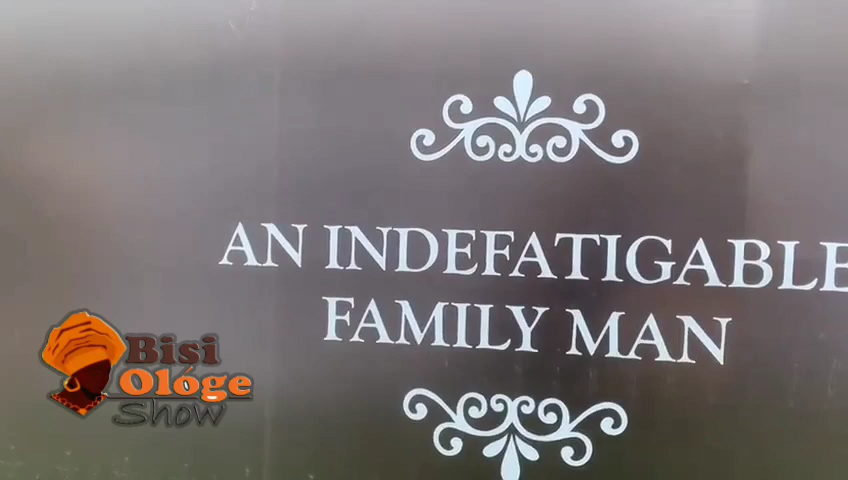 AN INDEFATIGABLE
FAMILY MAN
Bisi
Ológe
Show